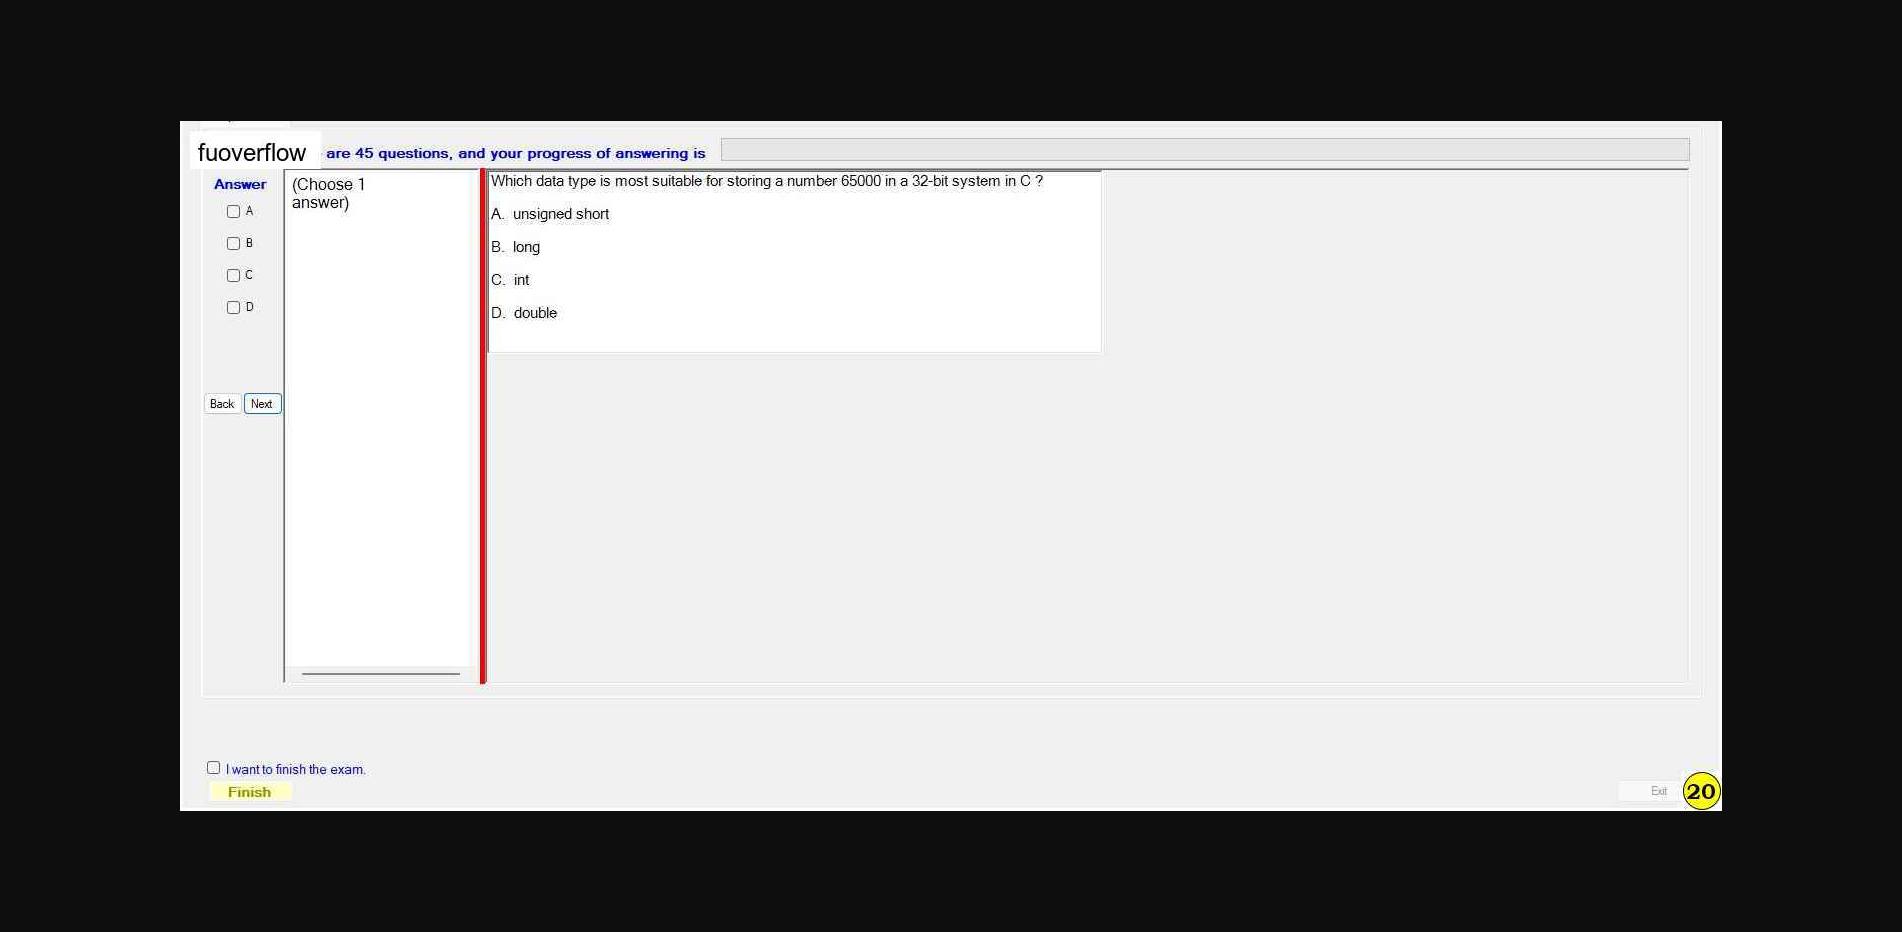 fuoverflow are 45 questions, and your progress of answering is
Answer
A
B
C
D
Back Next
(Choose 1
answer)
Which data type is most suitable for storing a number 65000 in a 32-bit system in C ?
A. unsigned short
B. long
C. int
D. double
I want to finish the exam.
Finish
Exit
20